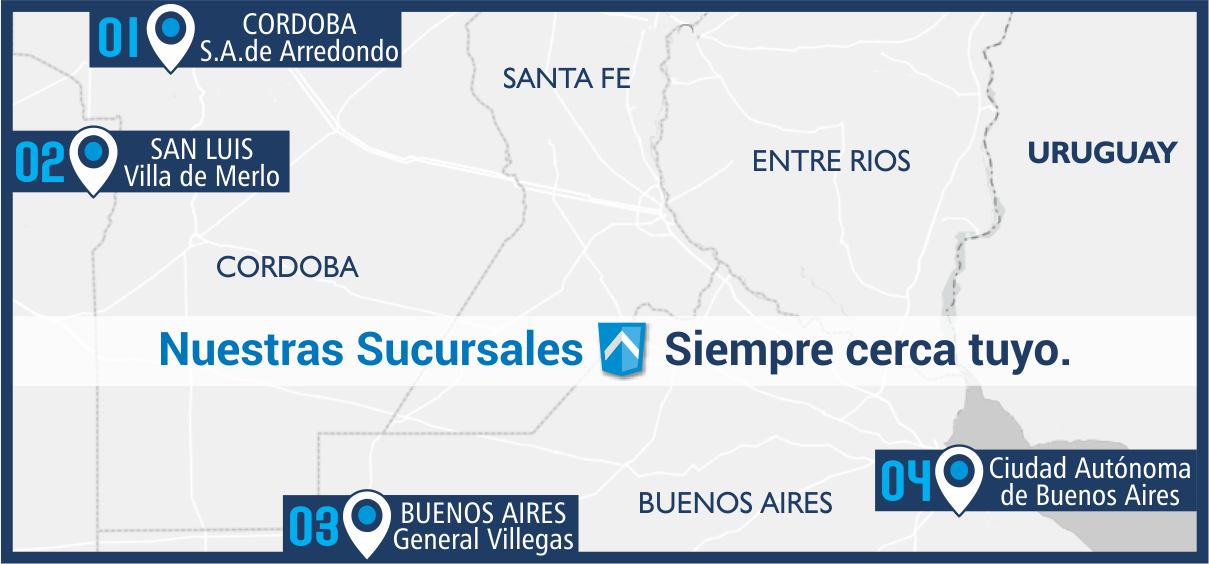 01
CORDOBA
S.A.de Arredondo
SANTA FE
02
SAN LUIS
Villa de Merlo
ENTRE RIOS
URUGUAY
CORDOBA
Nuestras Sucursales Siempre cerca tuyo.
04
Ciudad Autónoma
de Buenos Aires
BUENOS AIRES
03
BUENOS AIRES
General Villegas